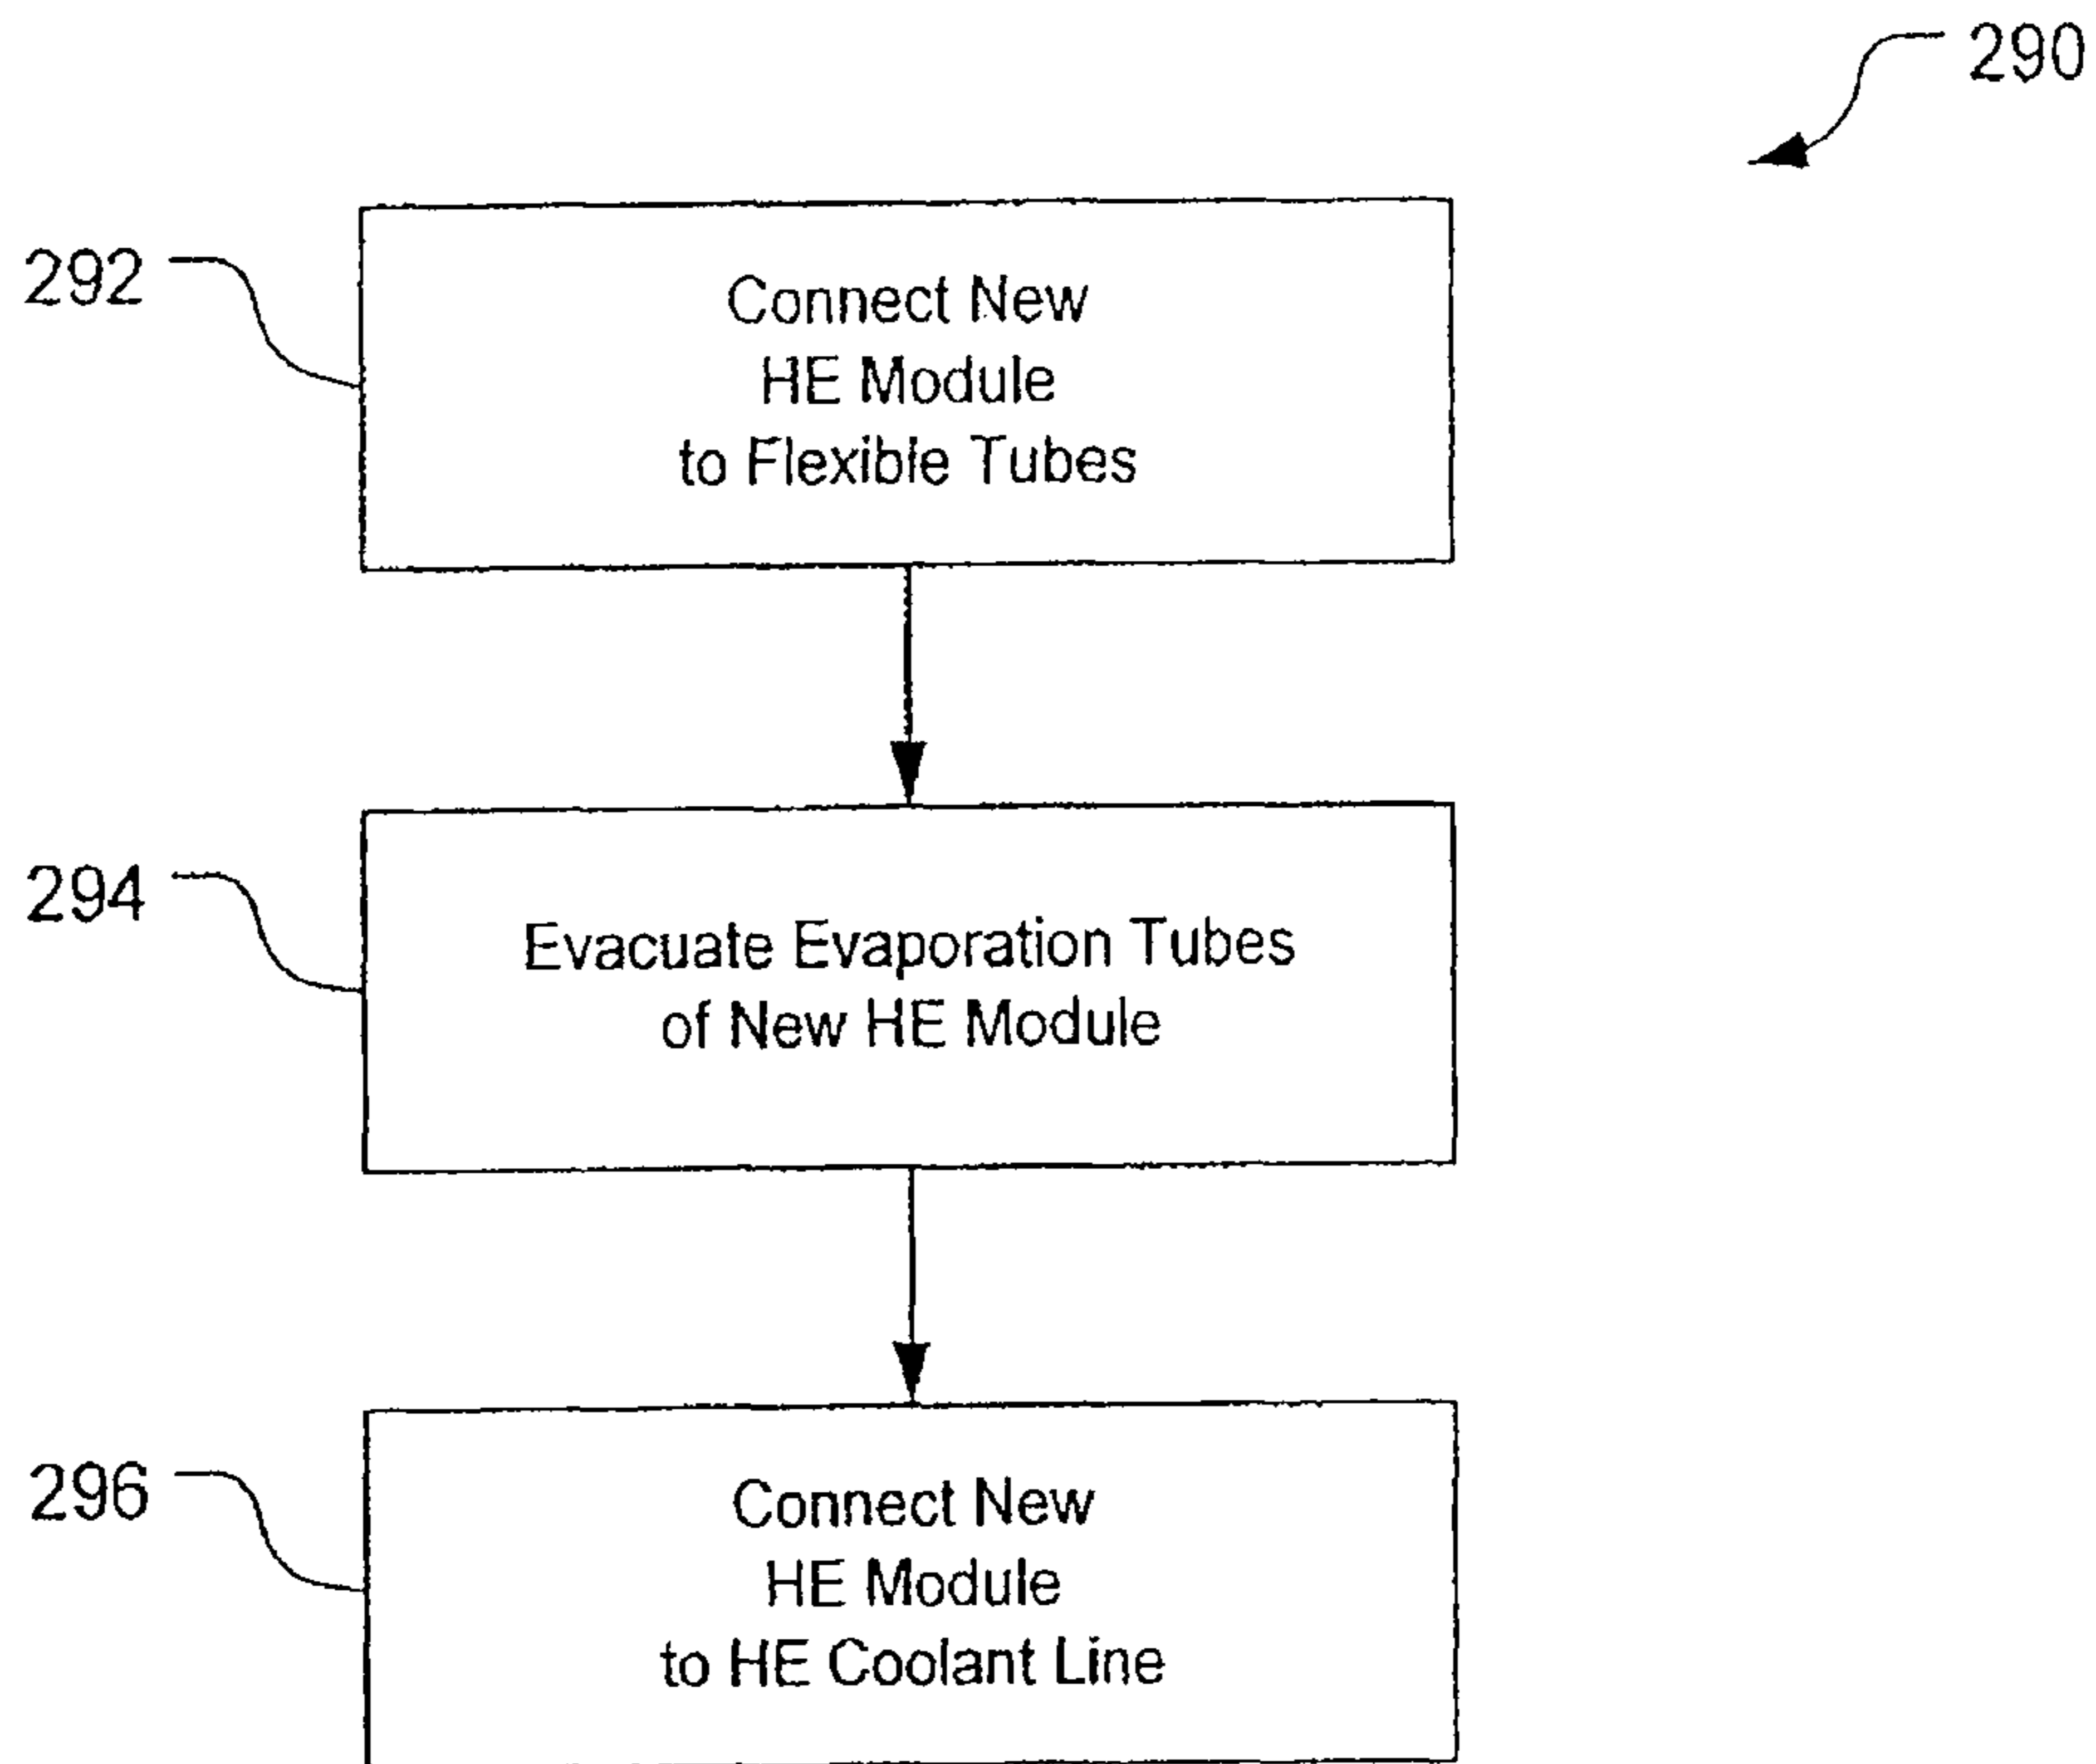 290
292
Connect New
HE Module
to Flexible Tubes
294
Evacuate Evaporation Tubes
of New HE Module
296
Connect New
HE Module
to HE Coolant Line